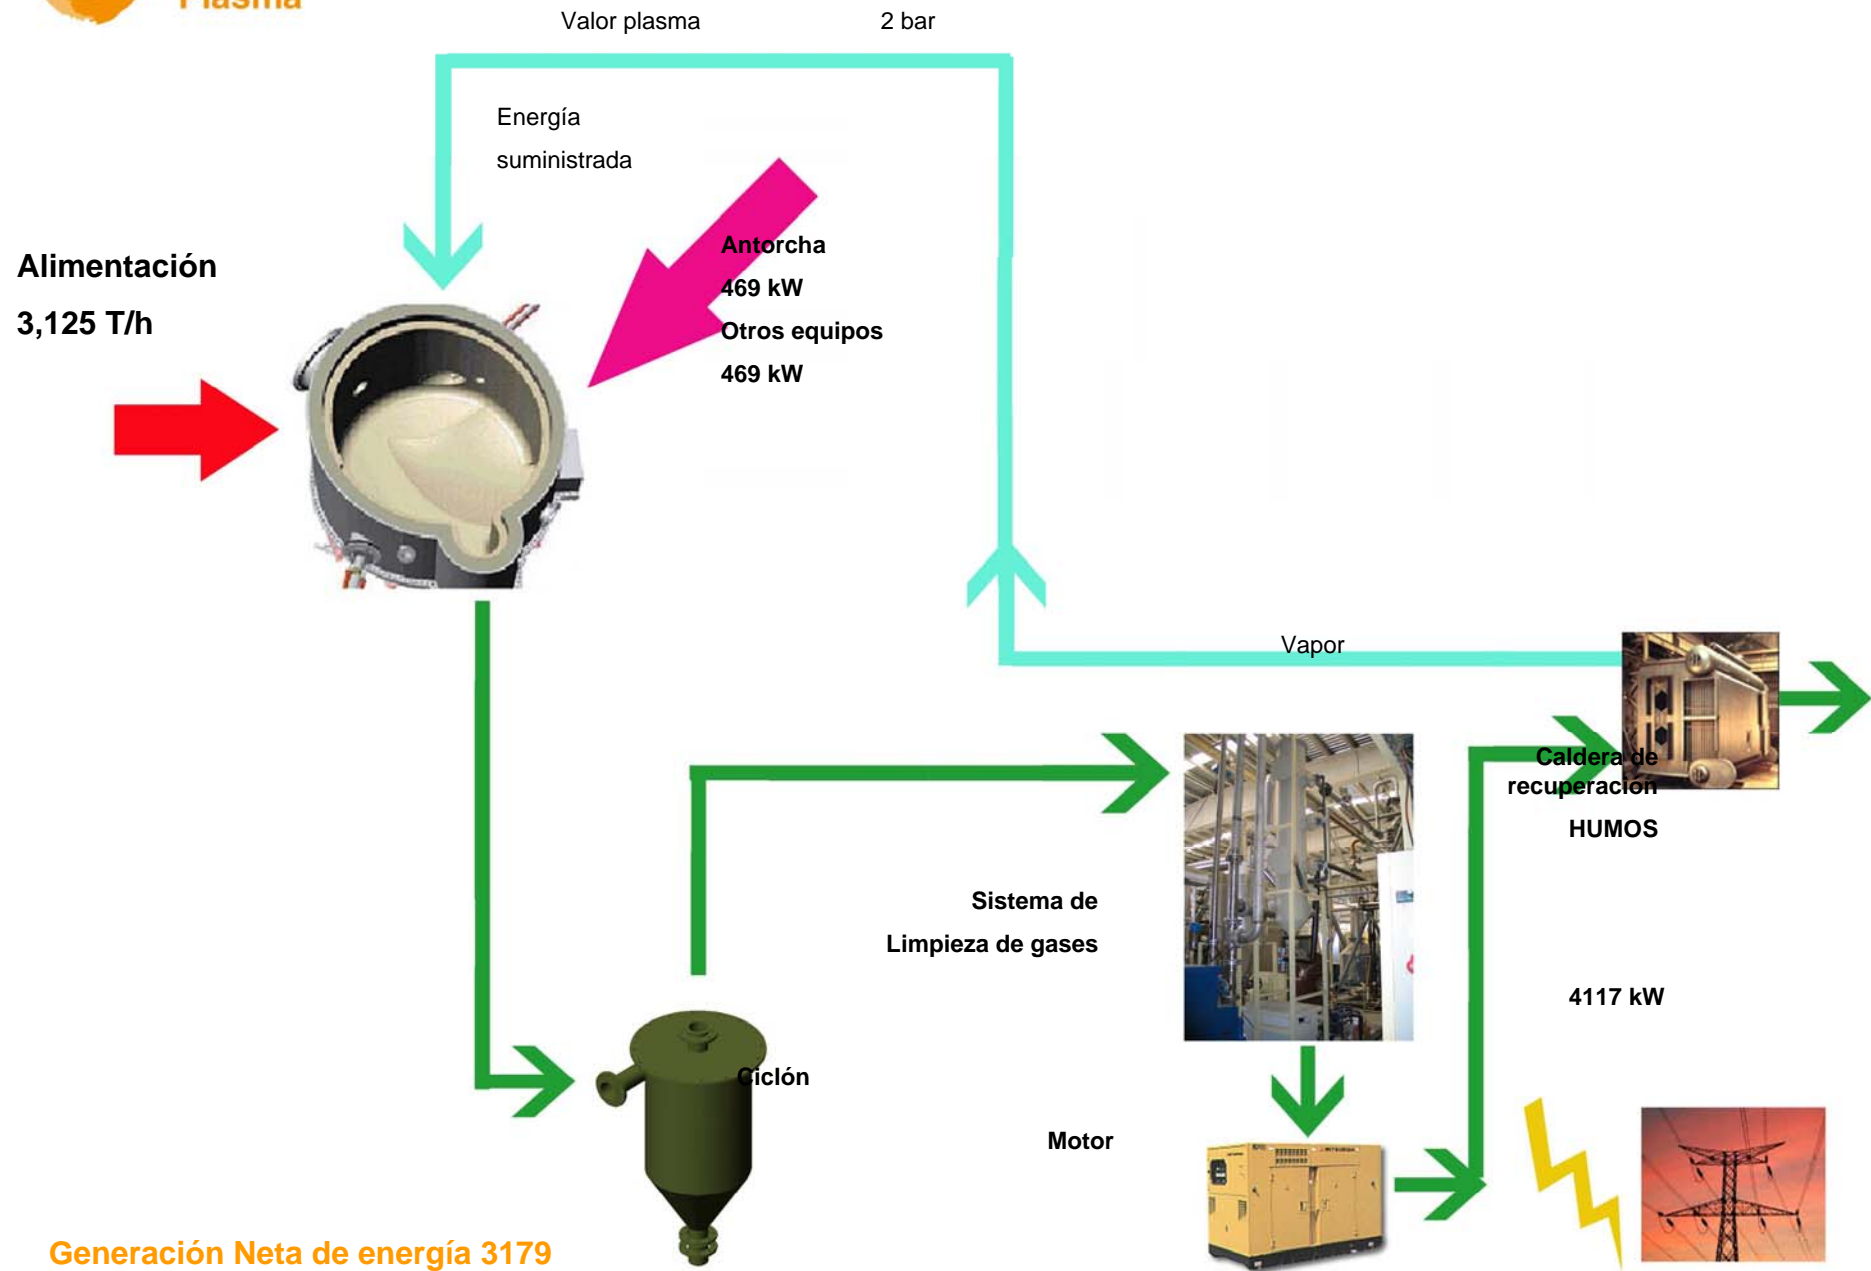 Plasma
Valor plasma
2 bar
Energía
suministrada
Antorcha
469 kW
Otros equipos
469 kW
Alimentación
3,125 T/h
Vapor
Caldera de
recuperación
HUMOS
Sistema de
Limpieza de gases
4117 kW
Ciclón
Motor
Generación Neta de energía 3179